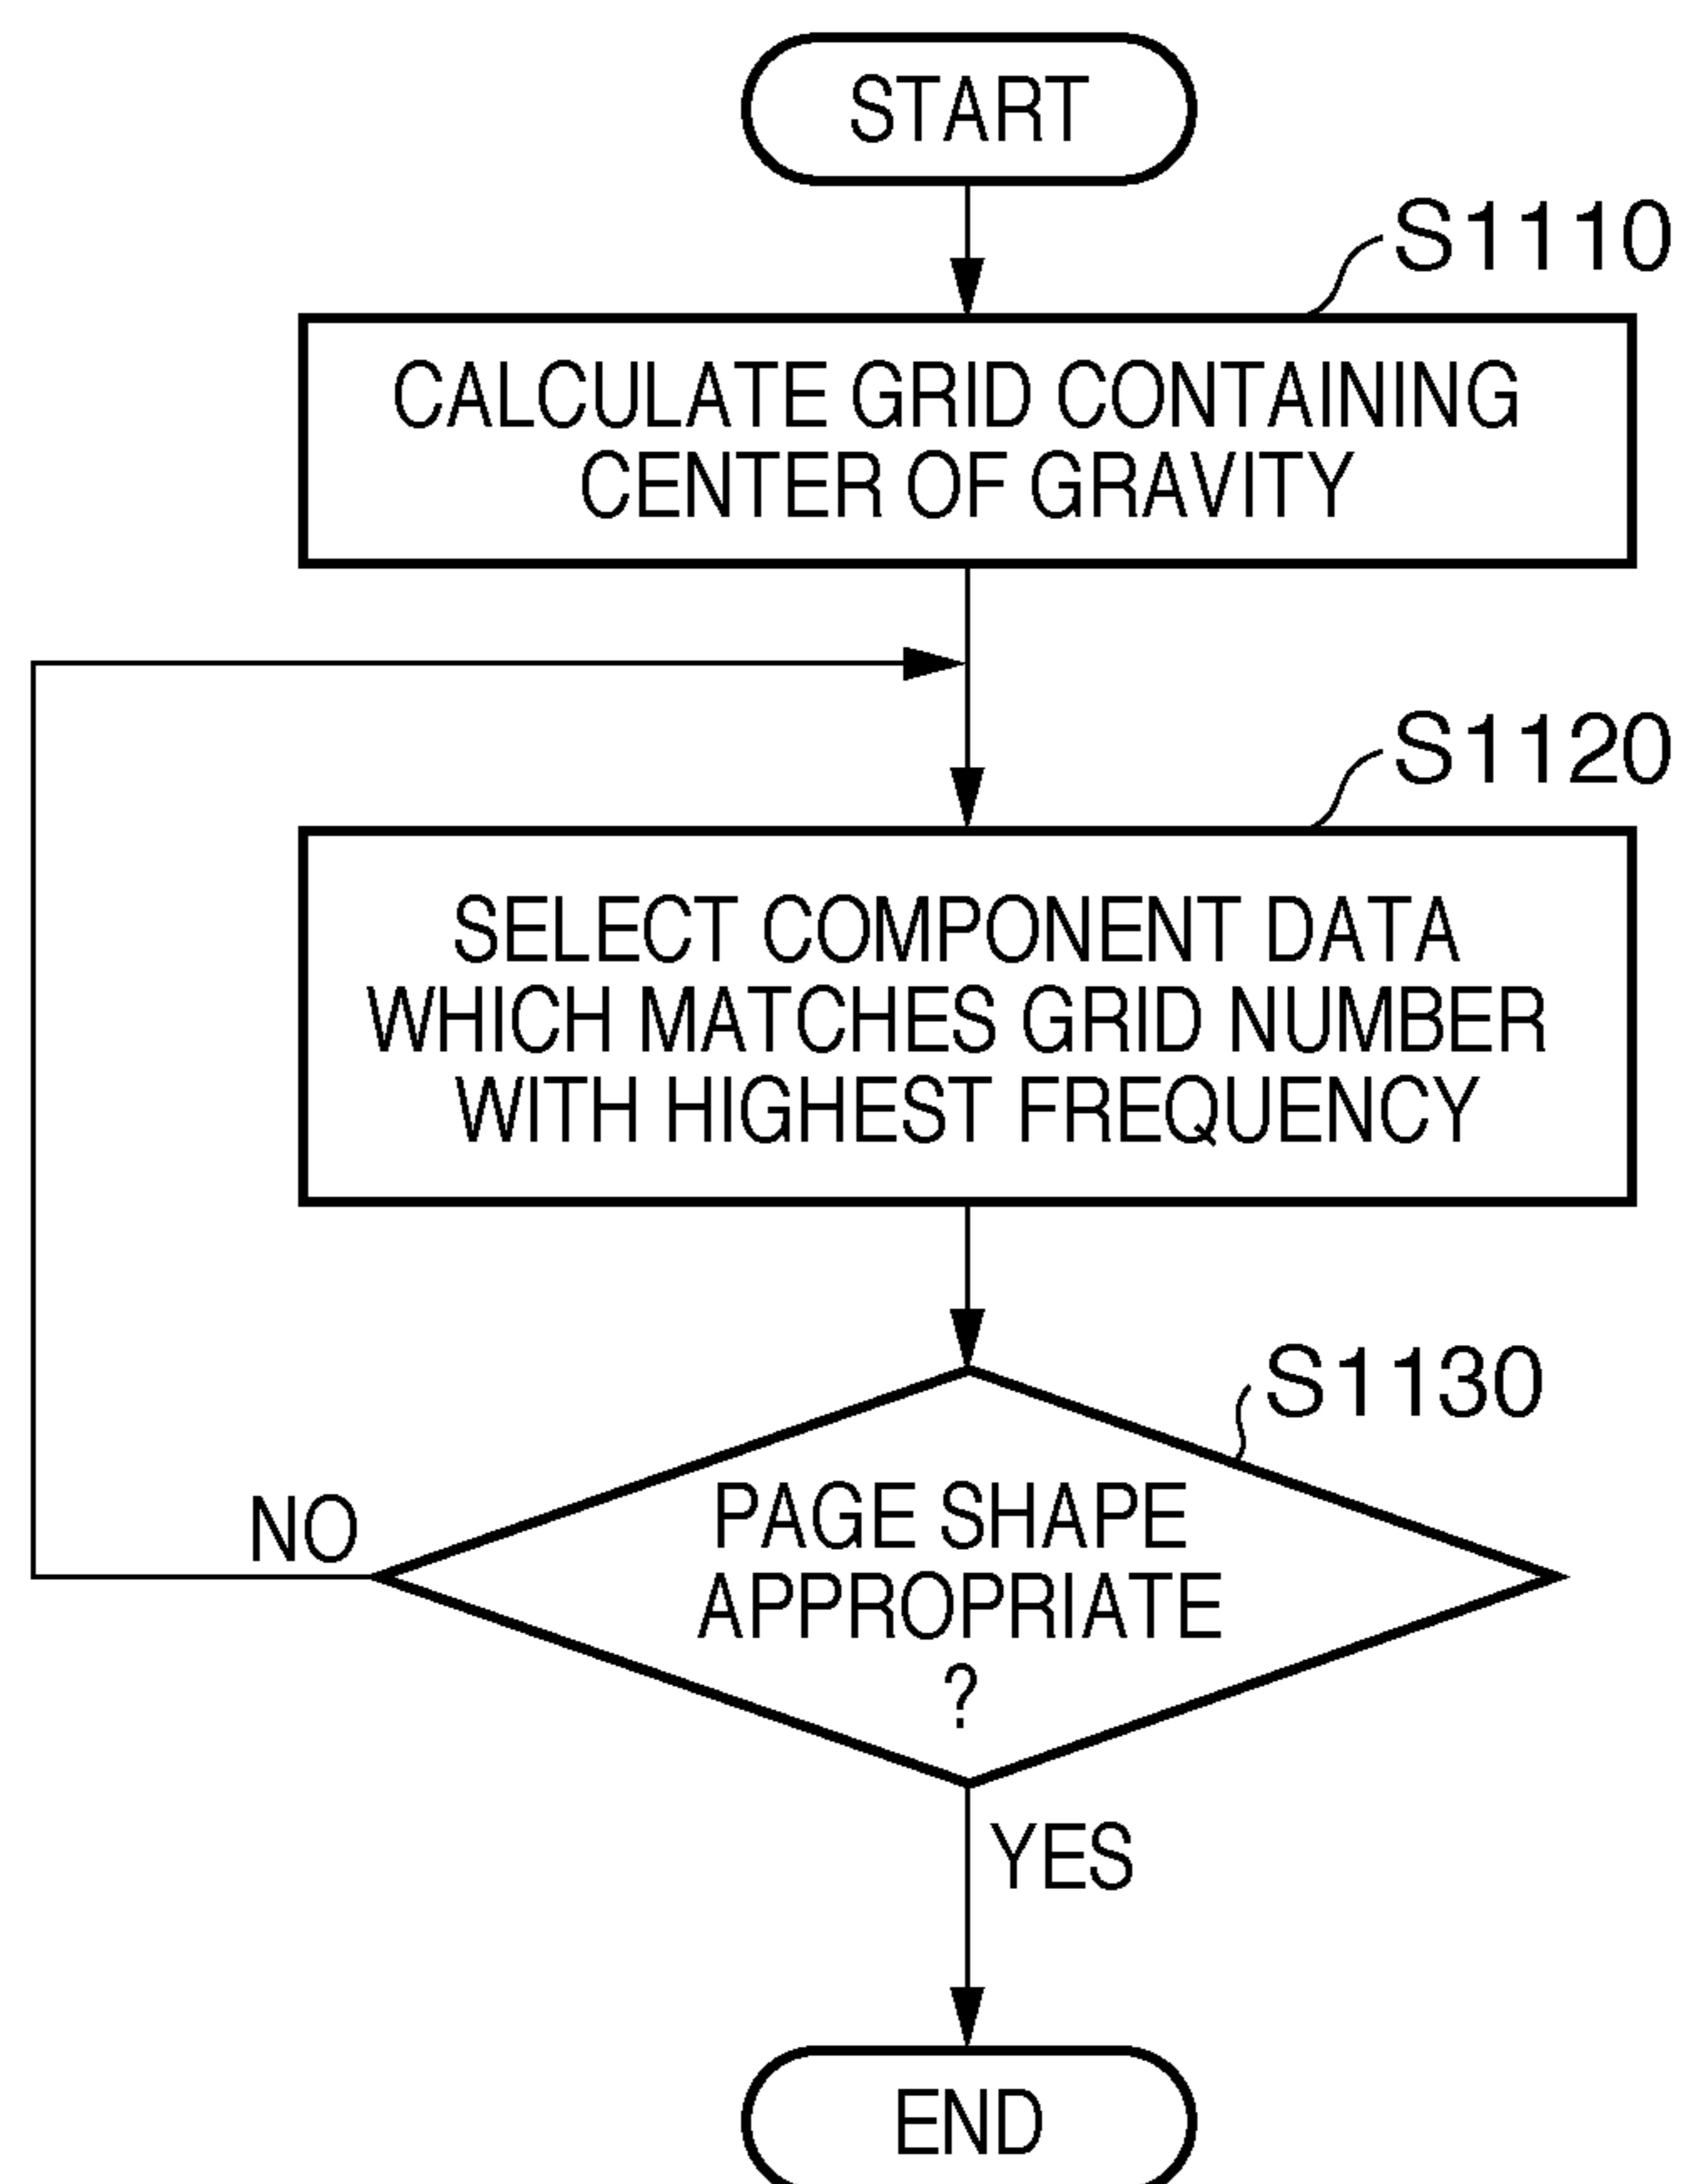 START
S1110
CALCULATE GRID CONTAINING
CENTER OF GRAVITY
S1120
SELECT COMPONENT DATA
WHICH MATCHES GRID NUMBER
WITH HIGHEST FREQUENCY
S1130
PAGE SHAPE
APPROPRIATE
?
NO
YES
END